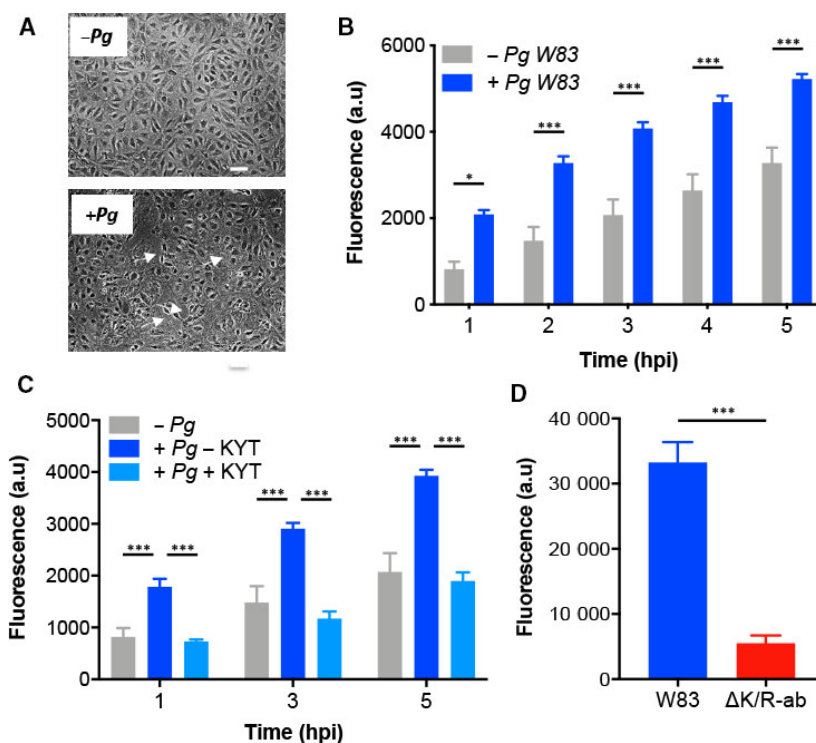 A
–Pg
+Pg
B
Fluorescence (a.u)
6000
4000
2000
0
– Pg W83
+ Pg W83
*
***
***
***
***
1 2 3 4 5
Time (hpi)
C
Fluorescence (a.u)
5000
4000
3000
2000
1000
0
– Pg
+ Pg – KYT
+ Pg + KYT
*** ***
*** ***
*** ***
1 3 5
Time (hpi)
D
Fluorescence (a.u)
40 000
30 000
20 000
10 000
0
***
W83 ΔK/R-ab